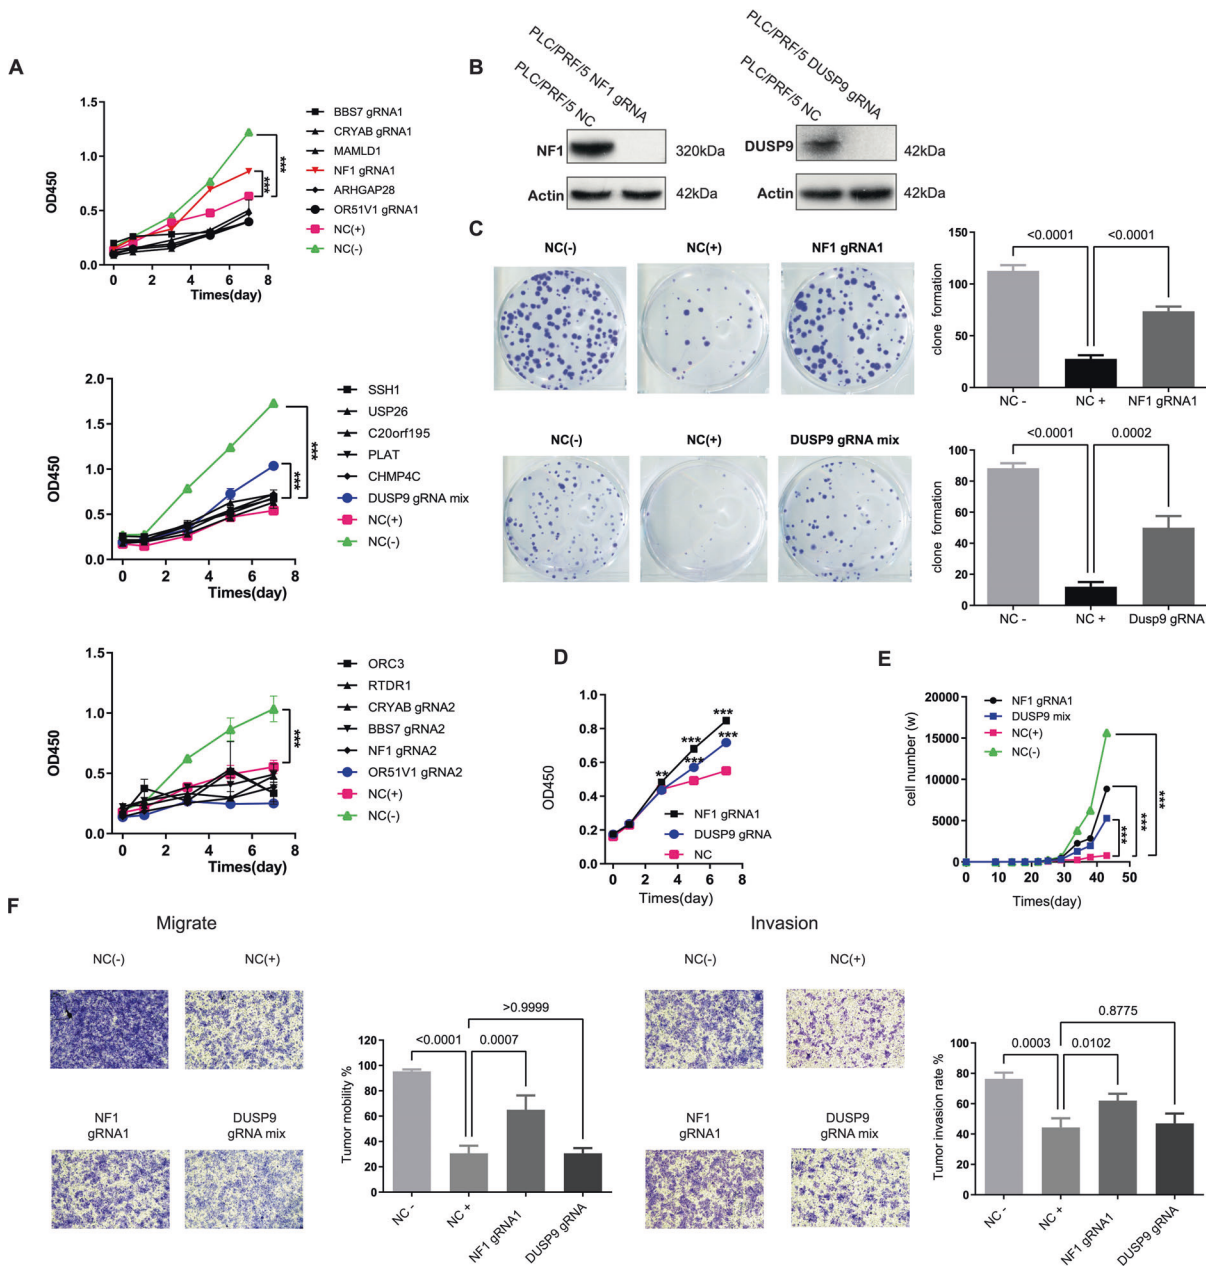 A
1.5
1.0
0.5
0.0
OD450
0 2 4 6 8
Times(day)
BBS7 gRNA1
CRYAB gRNA1
MAMLD1
NF1 gRNA1
ARHGAP28
OR51V1 gRNA1
NC(+)
NC(-)
***
***
2.0
1.5
1.0
0.5
0.0
OD450
0 2 4 6 8
Times(day)
SSH1
USP26
C20orf195
PLAT
CHMP4C
DUSP9 gRNA mix
NC(+)
NC(-)
***
***
1.5
1.0
0.5
0.0
OD450
0 2 4 6 8
Times(day)
ORC3
RTDR1
CRYAB gRNA2
BBS7 gRNA2
NF1 gRNA2
OR51V1 gRNA2
NC(+)
NC(-)
***
B
PLC/PRF/5 NC
PLC/PRF/5 NF1 gRNA
NF1 320kDa
Actin 42kDa
PLC/PRF/5 NC
PLC/PRF/5 DUSP9 gRNA
DUSP9 42kDa
Actin 42kDa
C
NC(-) NC(+) NF1 gRNA1
150
100
50
0
clone formation
<0.0001 <0.0001
NC - NC + NF1 gRNA1
NC(-) NC(+) DUSP9 gRNA mix
100
80
60
40
20
0
clone formation
<0.0001 0.0002
NC - NC + Dusp9 gRNA
D
1.0
0.8
0.6
0.4
0.2
0.0
OD450
** *** *** *** ***
NF1 gRNA1
DUSP9 gRNA
NC
0 2 4 6 8
Times(day)
E
20000
15000
10000
5000
0
cell number (w)
NF1 gRNA1
DUSP9 mix
NC(+)
NC(-)
*** *** ***
0 10 20 30 40 50
Times(day)
F
Migrate
NC(-) NC(+)
NF1
gRNA1
DUSP9
gRNA mix
120
100
80
60
40
20
0
Tumor mobility %
>0.9999
<0.0001 0.0007
NC - NC + NF1 gRNA1 DUSP9 gRNA
Invasion
NC(-) NC(+)
NF1
gRNA1
DUSP9
gRNA mix
100
80
60
40
20
0
Tumor invasion rate %
0.8775
0.0003 0.0102
NC - NC + NF1 gRNA1 DUSP9 gRNA